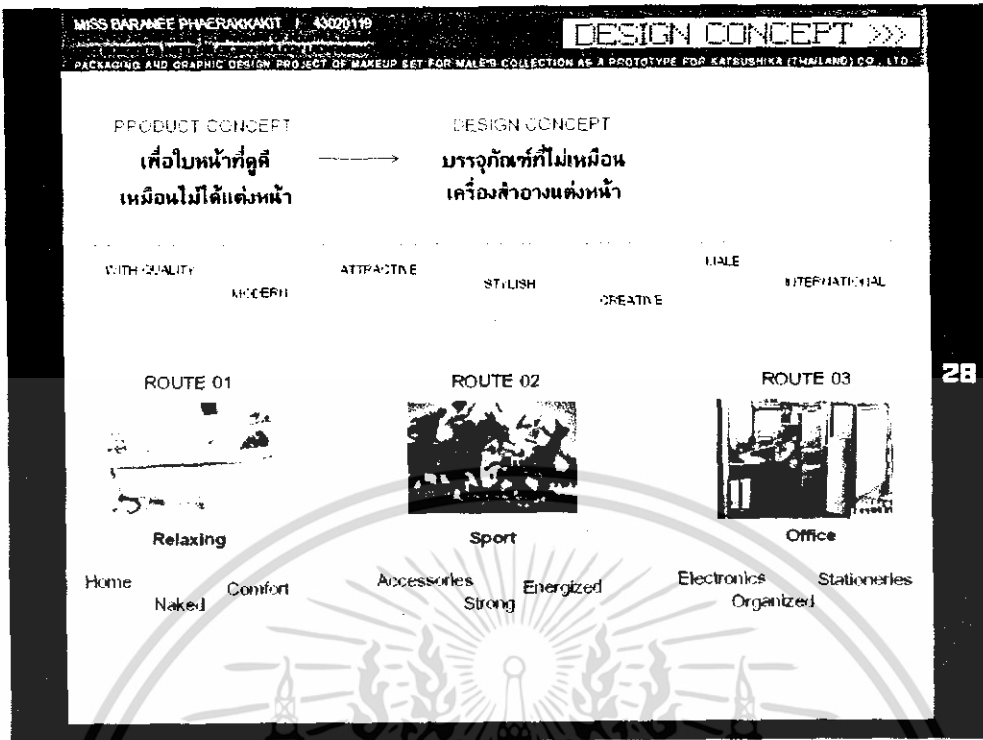 MISS BARANEE PHAERAKKAKIT / 43020119
DESIGN CONCEPT >>>
PACKAGING AND GRAPHIC DESIGN PROJECT OF MAKEUP SET FOR MALE'S COLLECTION AS A PROTOTYPE FOR KATSUSHIKA (THAILAND) CO., LTD.
PRODUCT CONCEPT
DESIGN CONCEPT
เพื่อใบหน้าที่ดูดี
บรรจุภัณฑ์ที่ไม่เหมือน
เหมือนไม่ได้แต่งหน้า
เครื่องสำอางแต่งหน้า
WITH QUALITY
MODERN
ATTRACTIVE
STYLISH
CREATIVE
MALE
INTERNATIONAL
28
ROUTE 01
ROUTE 02
ROUTE 03
Relaxing
Sport
Office
Home
Naked
Comfort
Accessories
Strong
Energized
Electronics
Organized
Stationeries